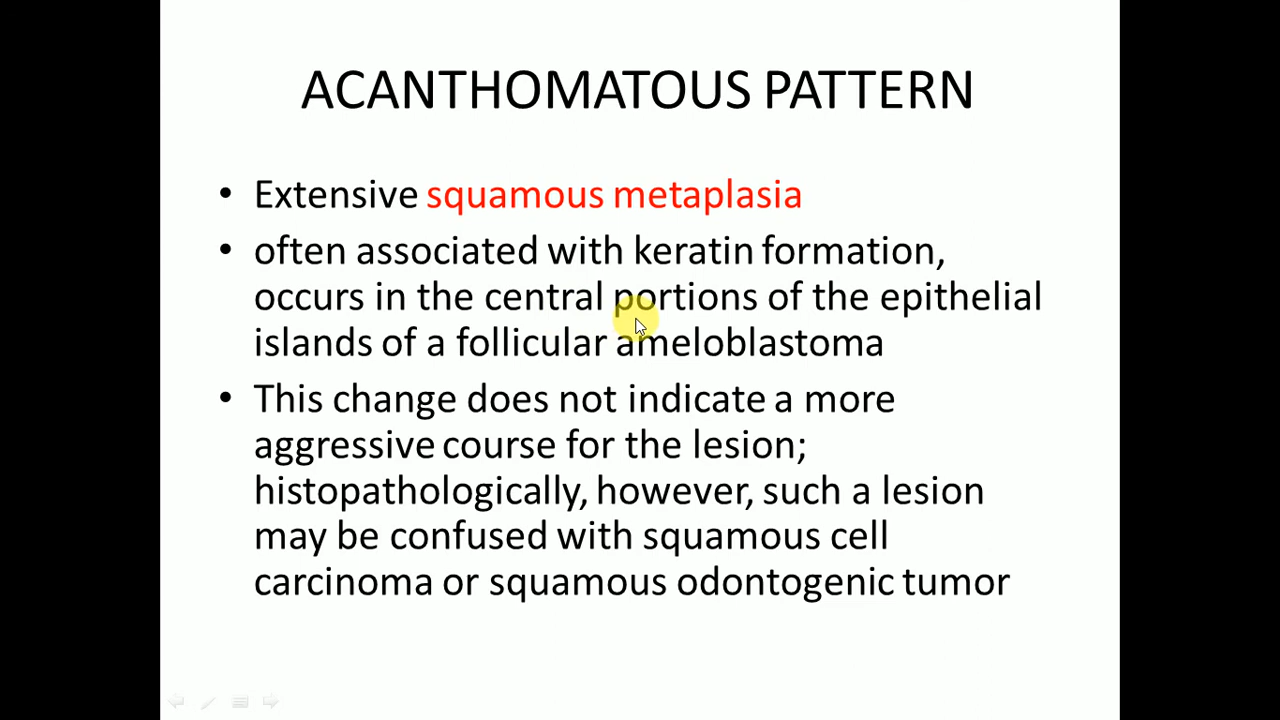 ACANTHOMATOUS PATTERN
• Extensive squamous metaplasia
• often associated with keratin formation,
occurs in the central portions of the epithelial
islands of a follicular ameloblastoma
• This change does not indicate a more
aggressive course for the lesion;
histopathologically, however, such a lesion
may be confused with squamous cell
carcinoma or squamous odontogenic tumor